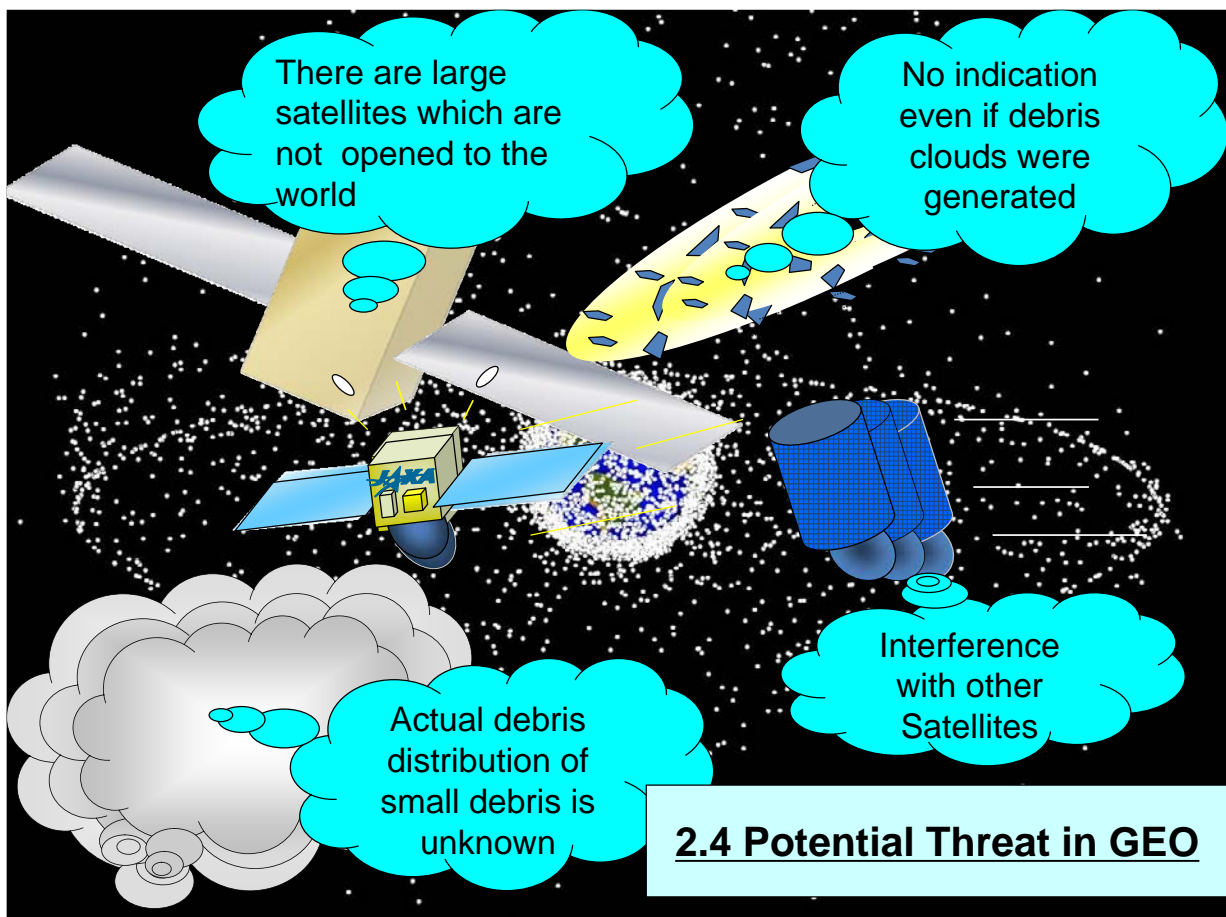 There are large
satellites which are
not  opened to the
world
No indication
even if debris
clouds were
generated
JAXA
Interference
with other
Satellites
Actual debris
distribution of
small debris is
unknown
2.4 Potential Threat in GEO